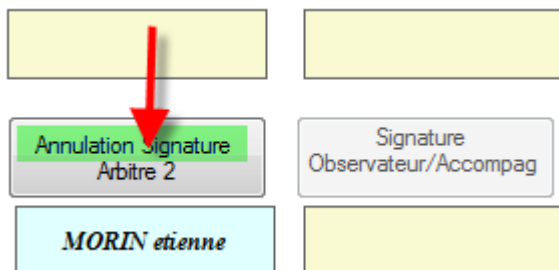 Annulation Signature
Arbitre 2
Signature
Observateur/Accompag
MORIN etienne